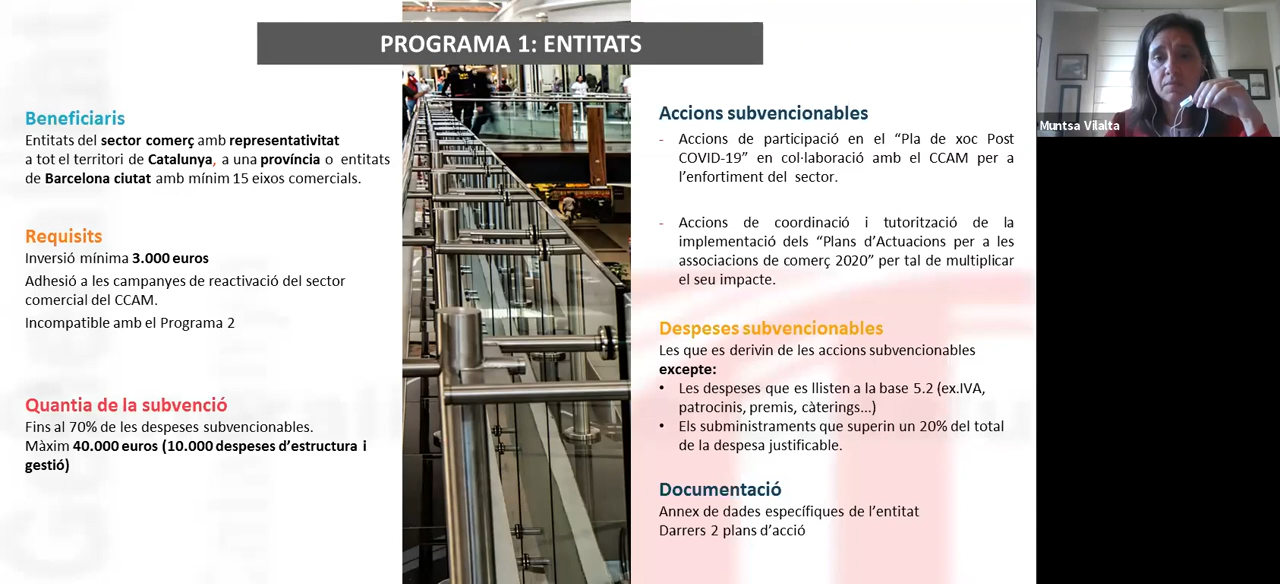 PROGRAMA 1: ENTITATS
Beneficiaris
Entitats del sector comerç amb representativitat
a tot el territori de Catalunya, a una província o entitats
de Barcelona ciutat amb mínim 15 eixos comercials.
Requisits
Inversió mínima 3.000 euros
Adhesió a les campanyes de reactivació del sector
comercial del CCAM.
Incompatible amb el Programa 2
Quantia de la subvenció
Fins al 70% de les despeses subvencionables.
Màxim 40.000 euros (10.000 despeses d’estructura i
gestió)
Accions subvencionables
- Accions de participació en el “Pla de xoc Post
COVID-19” en col·laboració amb el CCAM per a
l’enfortiment del sector.
- Accions de coordinació i tutorització de la
implementació dels “Plans d’Actuacions per a les
associacions de comerç 2020” per tal de multiplicar
el seu impacte.
Despeses subvencionables
Les que es derivin de les accions subvencionables
excepte:
• Les despeses que es llisten a la base 5.2 (ex.IVA,
patrocinis, premis, càterings...)
• Els subministraments que superin un 20% del total
de la despesa justificable.
Documentació
Annex de dades específiques de l’entitat
Darrers 2 plans d’acció
Muntsa Vilalta